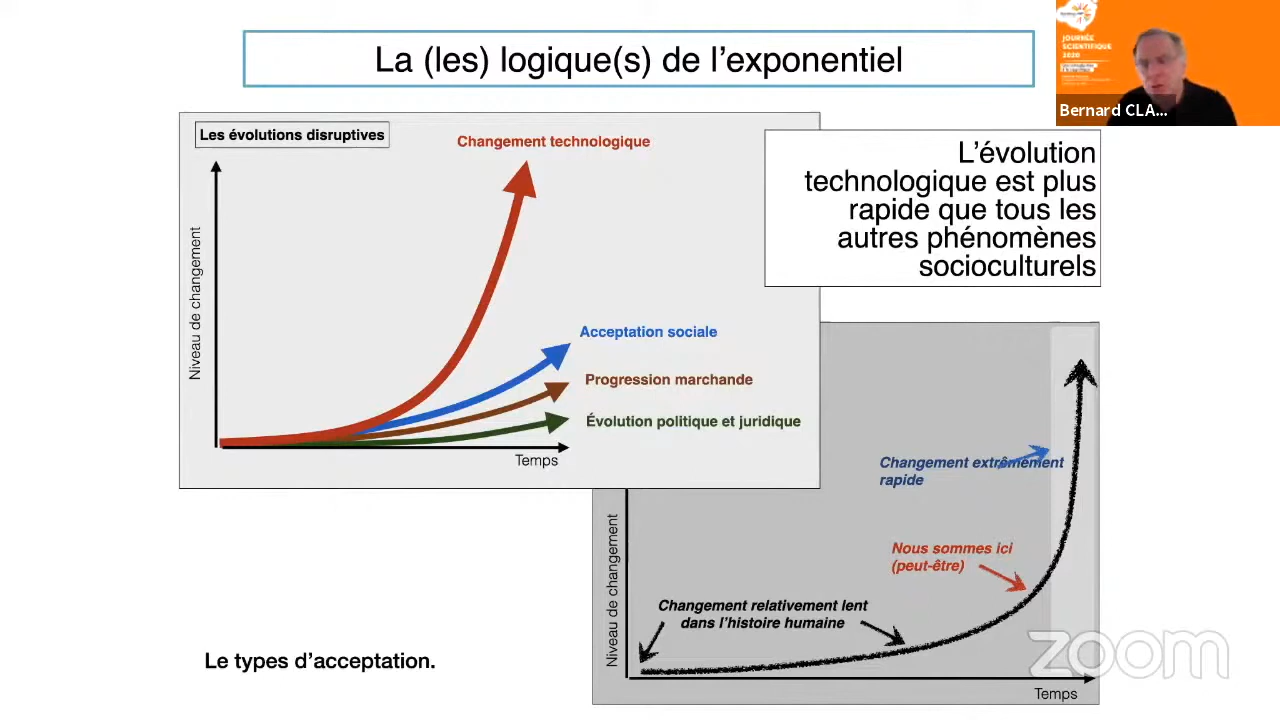 La (les) logique(s) de l'exponentiel
JOURNÉE
SCIENTIFIQUE
2020
Bernard CLA...
Les évolutions disruptives
Changement technologique
L'évolution
technologique est plus
rapide que tous les
autres phénomènes
socioculturels
Niveau de changement
Acceptation sociale
Progression marchande
Évolution politique et juridique
Temps
Changement extrêmement
rapide
Nous sommes ici
(peut-être)
Niveau de changement
Changement relativement lent
dans l'histoire humaine
Temps
Le types d'acceptation.
zoom